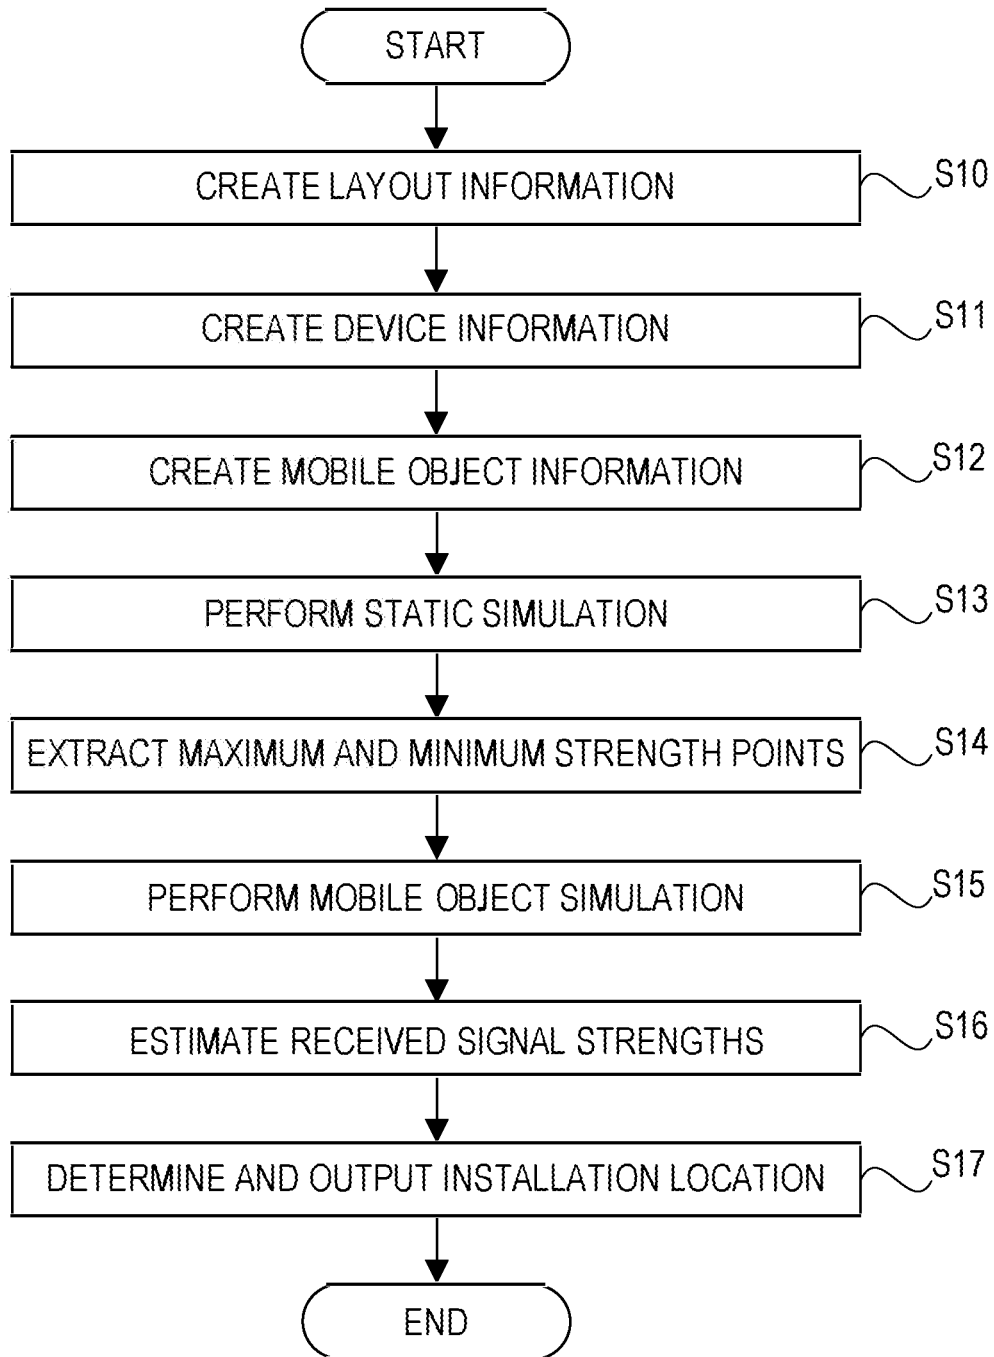 START
CREATE LAYOUT INFORMATION S10
CREATE DEVICE INFORMATION S11
CREATE MOBILE OBJECT INFORMATION S12
PERFORM STATIC SIMULATION S13
EXTRACT MAXIMUM AND MINIMUM STRENGTH POINTS S14
PERFORM MOBILE OBJECT SIMULATION S15
ESTIMATE RECEIVED SIGNAL STRENGTHS S16
DETERMINE AND OUTPUT INSTALLATION LOCATION S17
END